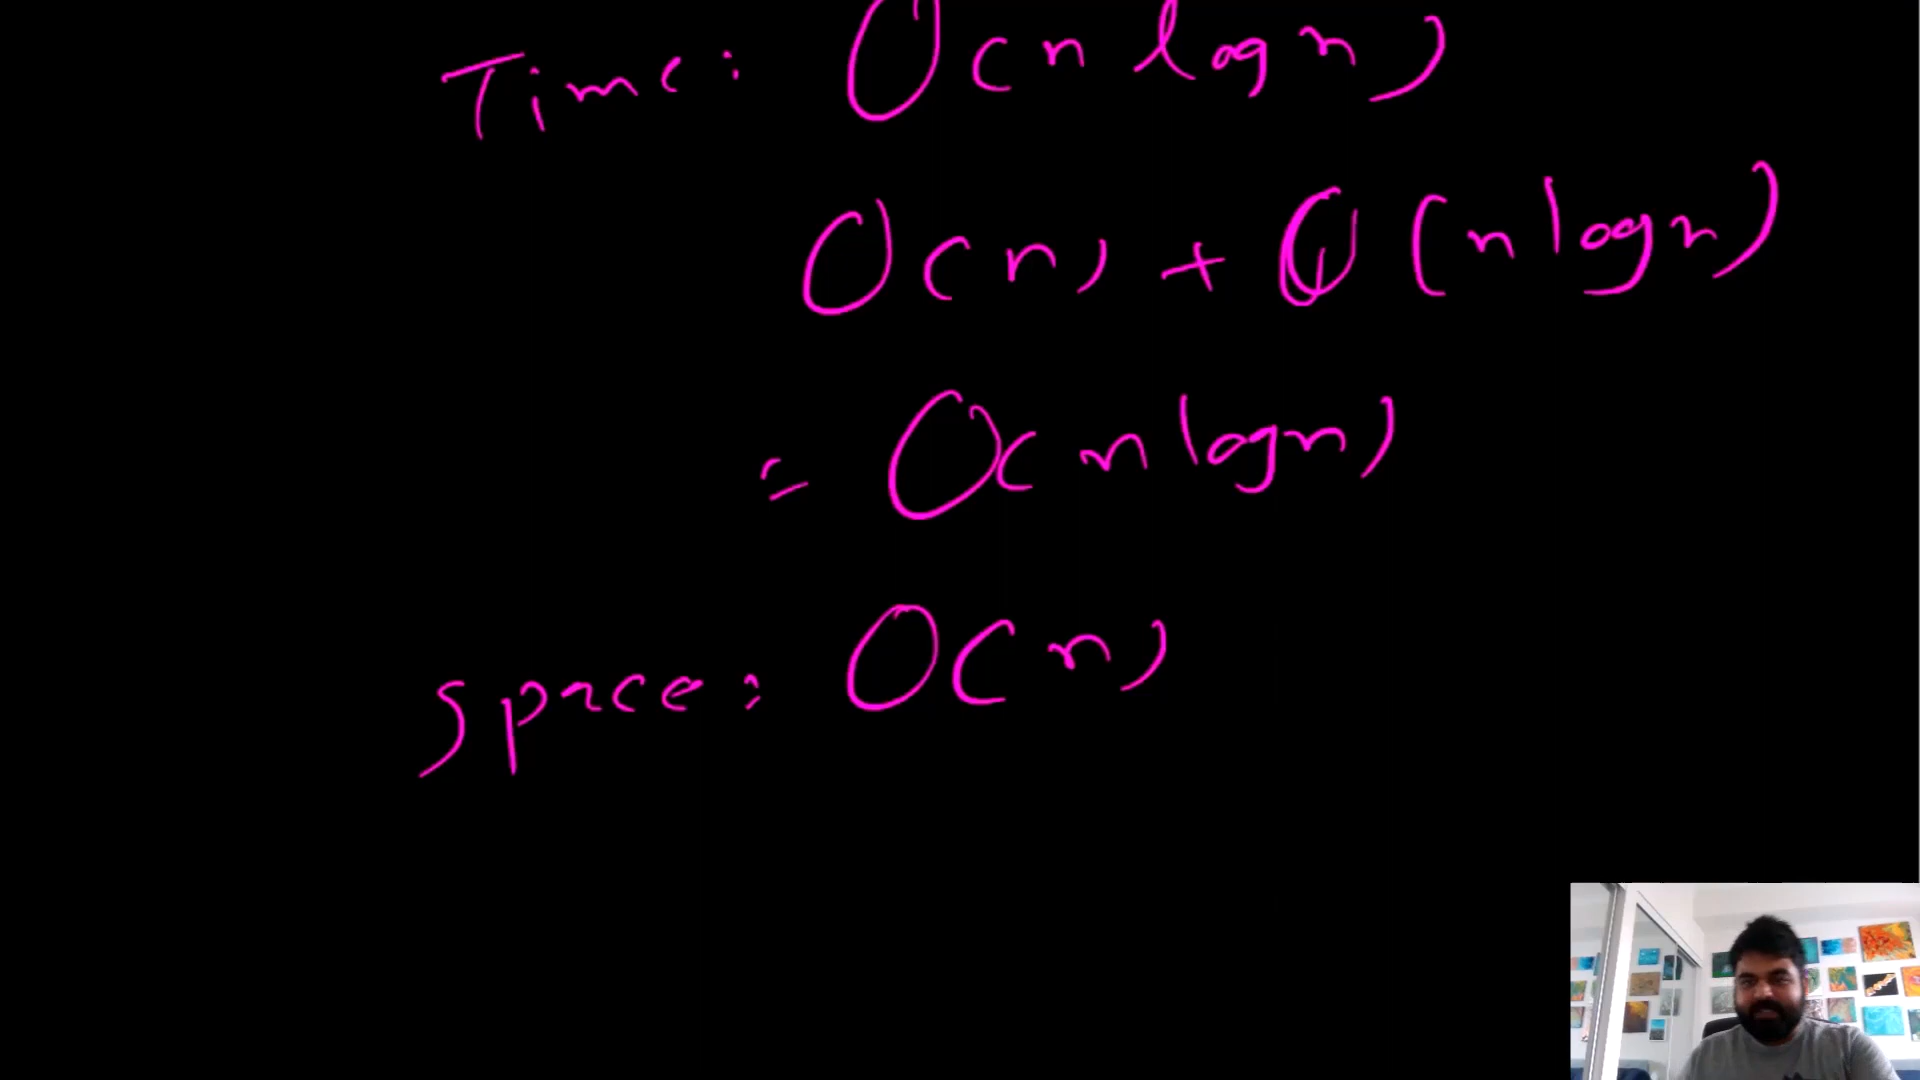 Time: O(n log n)
O(n) + O(n log n)
= O(n log n)
Space: O(n)